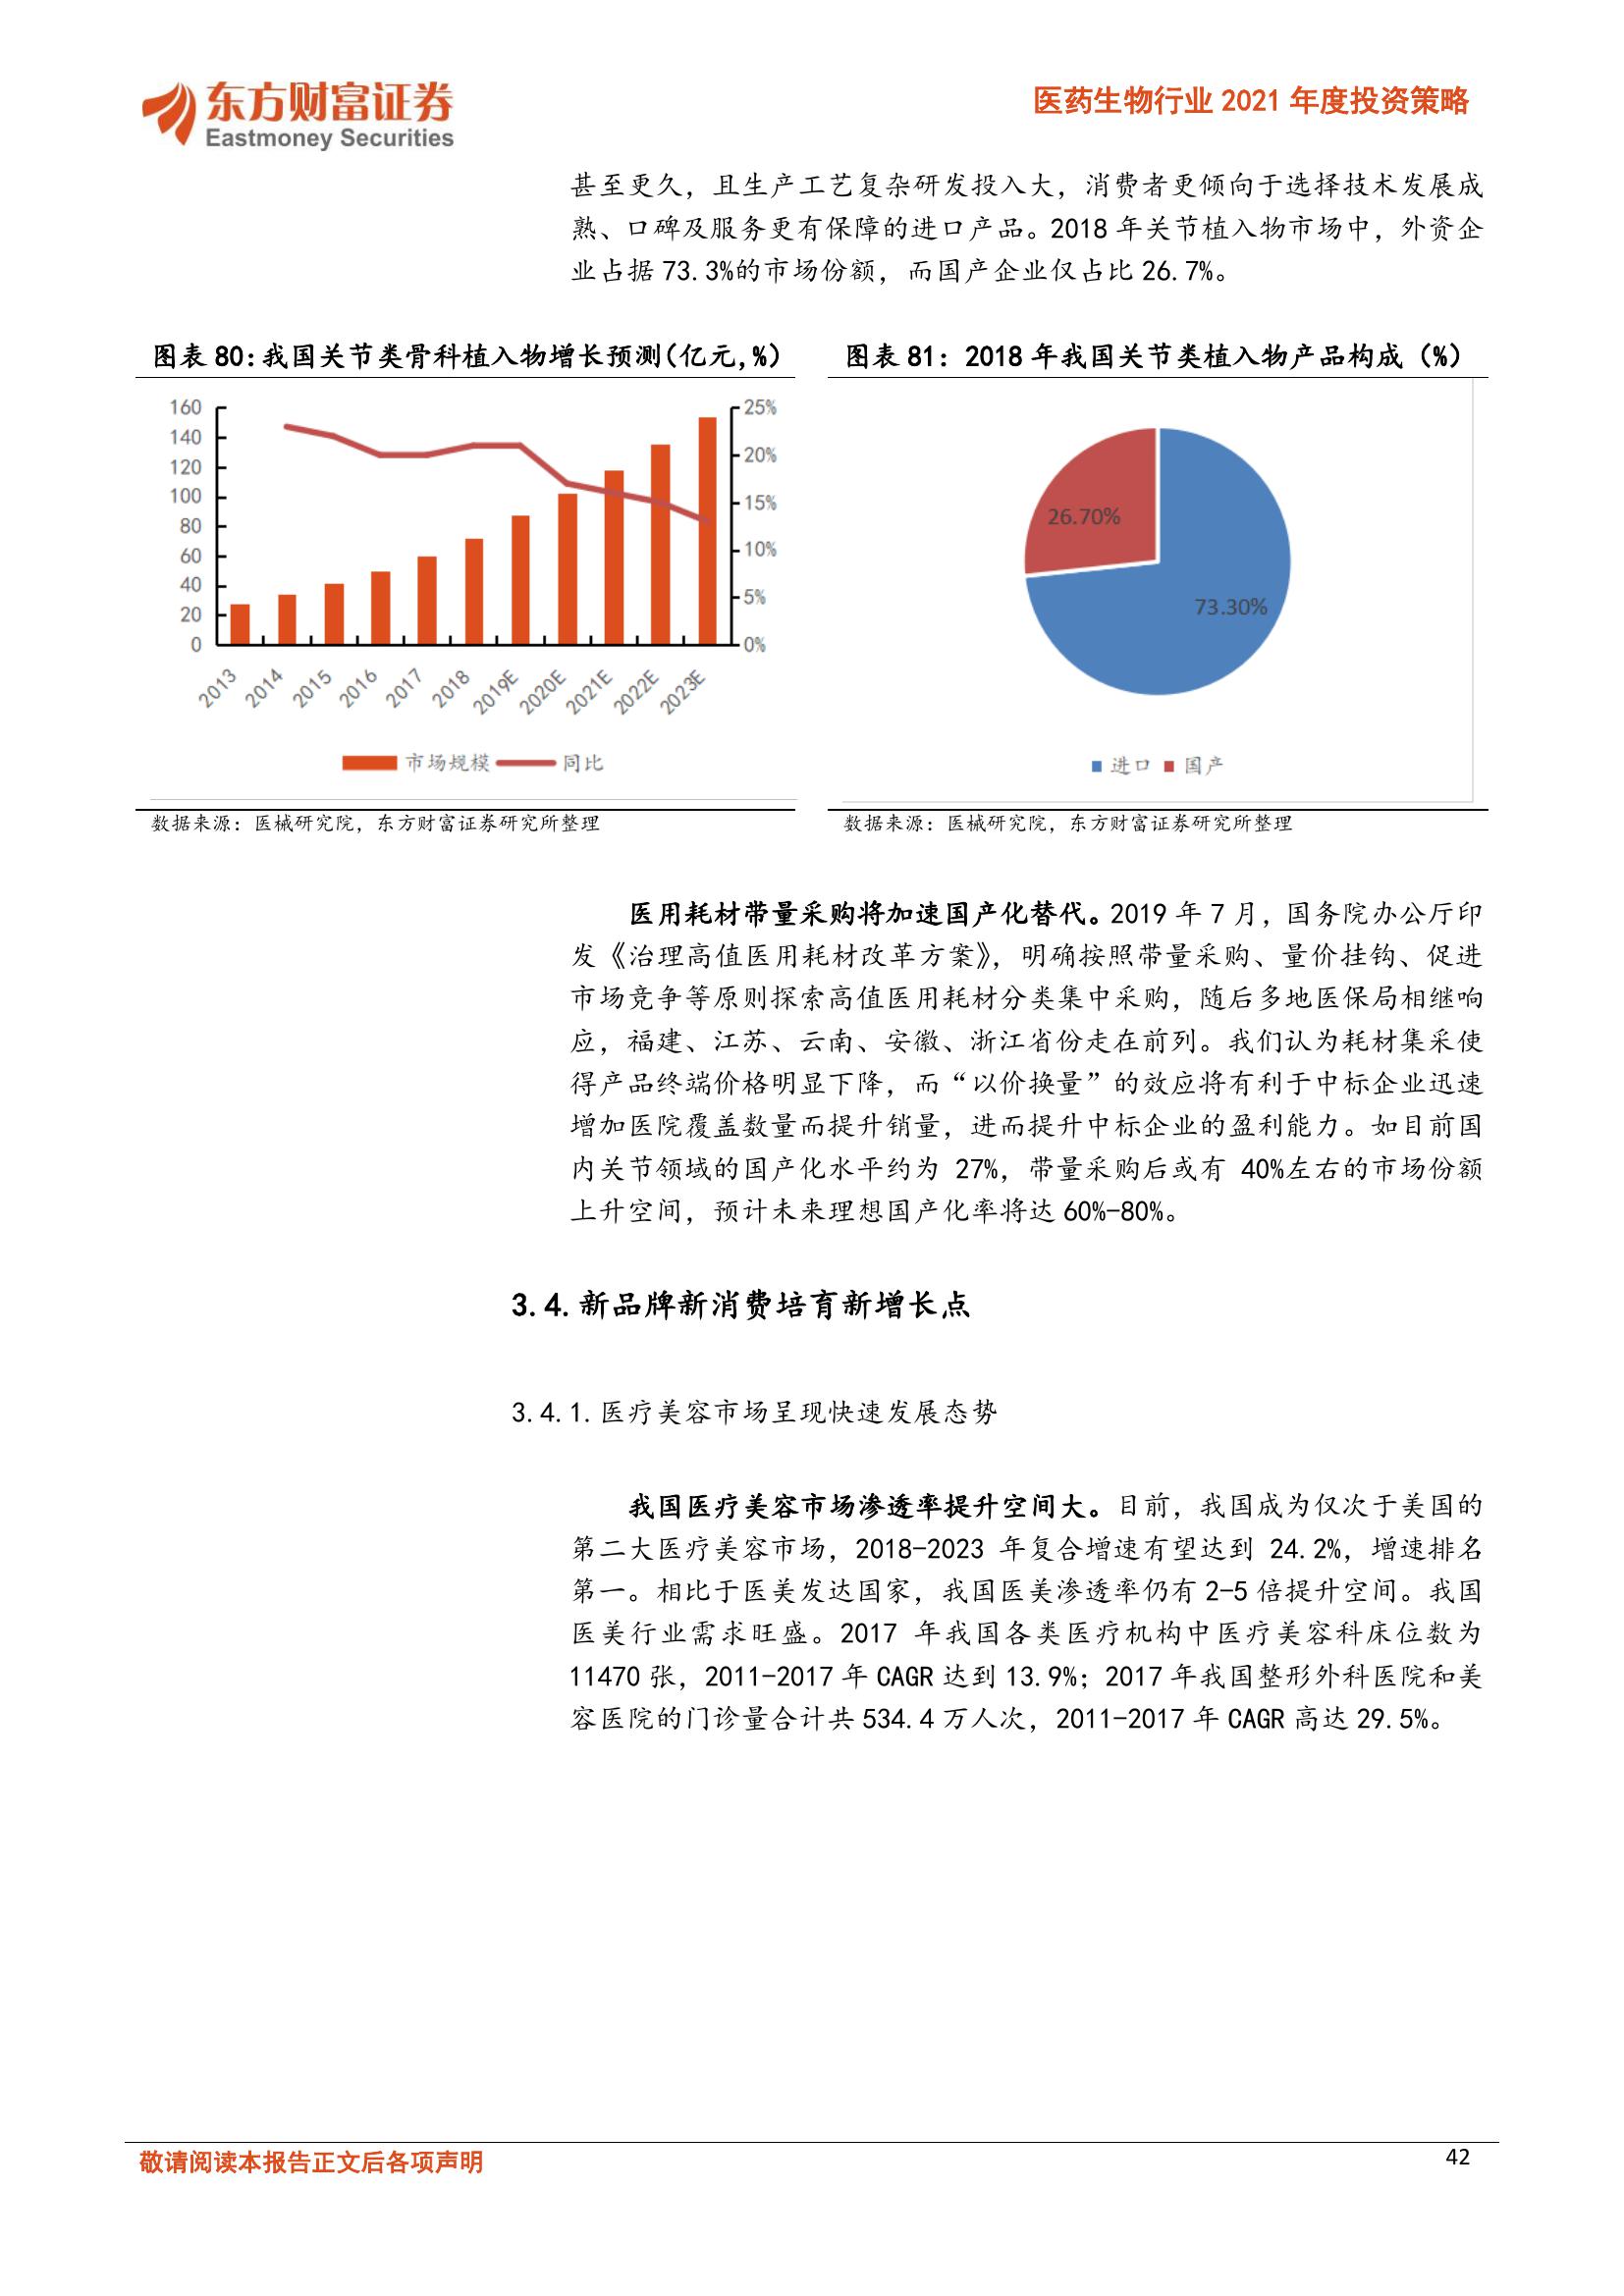 东方财富证券
Eastmoney Securities
医药生物行业 2021 年度投资策略
甚至更久，且生产工艺复杂研发投入大，消费者更倾向于选择技术发展成
熟、口碑及服务更有保障的进口产品。2018 年关节植入物市场中，外资企
业占据 73.3%的市场份额，而国产企业仅占比 26.7%。
图表 80:我国关节类骨科植入物增长预测(亿元,%)
160
140
120
100
80
60
40
20
0
25%
20%
15%
10%
5%
0%
2013
2014
2015
2016
2017
2018
2019E
2020E
2021E
2022E
2023E
市场规模
同比
数据来源：医械研究院，东方财富证券研究所整理
图表 81：2018 年我国关节类植入物产品构成（%）
26.70%
73.30%
进口
国产
数据来源：医械研究院，东方财富证券研究所整理
医用耗材带量采购将加速国产化替代。2019 年 7 月，国务院办公厅印
发《治理高值医用耗材改革方案》，明确按照带量采购、量价挂钩、促进
市场竞争等原则探索高值医用耗材分类集中采购，随后多地医保局相继响
应，福建、江苏、云南、安徽、浙江省份走在前列。我们认为耗材集采使
得产品终端价格明显下降，而“以价换量”的效应将有利于中标企业迅速
增加医院覆盖数量而提升销量，进而提升中标企业的盈利能力。如目前国
内关节领域的国产化水平约为 27%，带量采购后或有 40%左右的市场份额
上升空间，预计未来理想国产化率将达 60%-80%。
3.4.新品牌新消费培育新增长点
3.4.1.医疗美容市场呈现快速发展态势
我国医疗美容市场渗透率提升空间大。目前，我国成为仅次于美国的
第二大医疗美容市场，2018-2023 年复合增速有望达到 24.2%，增速排名
第一。相比于医美发达国家，我国医美渗透率仍有 2-5 倍提升空间。我国
医美行业需求旺盛。2017 年我国各类医疗机构中医疗美容科床位数为
11470 张，2011-2017 年 CAGR 达到 13.9%；2017 年我国整形外科医院和美
容医院的门诊量合计共 534.4 万人次，2011-2017 年 CAGR 高达 29.5%。
敬请阅读本报告正文后各项声明
42